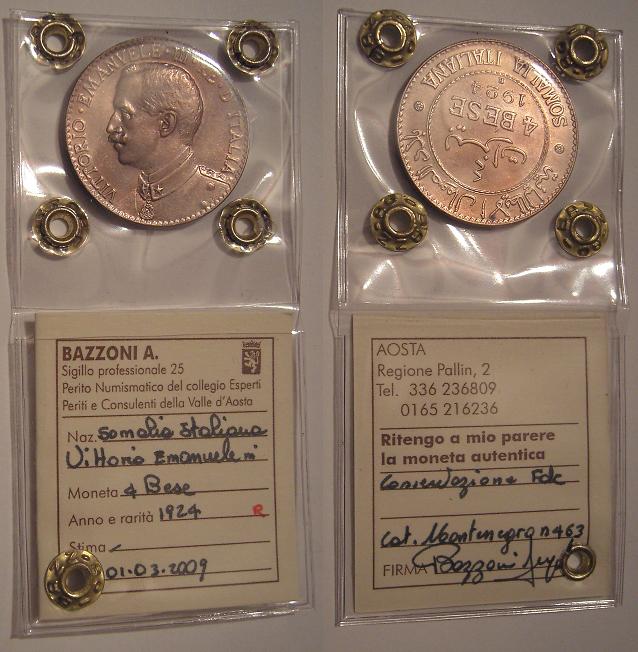 VITTORIO · EMANVELE · III · RE · D'ITALIA
SOMALIA ITALIANA
4 BESE
1924
BAZZONI A.
Sigillo professionale 25
Perito Numismatico del collegio Esperti
Periti e Consulenti della Valle d'Aosta
Naz. Somalia Italiana
Vittorio Emanuele III
Moneta 4 Bese
Anno e rarità 1924 R
Stima
01-03-2009
AOSTA
Regione Pallin, 2
Tel. 336 236809
0165 216236
Ritengo a mio parere
la moneta autentica
Conservazione Fdc
Cat. Montenegro n 463
FIRMA Bazzoni